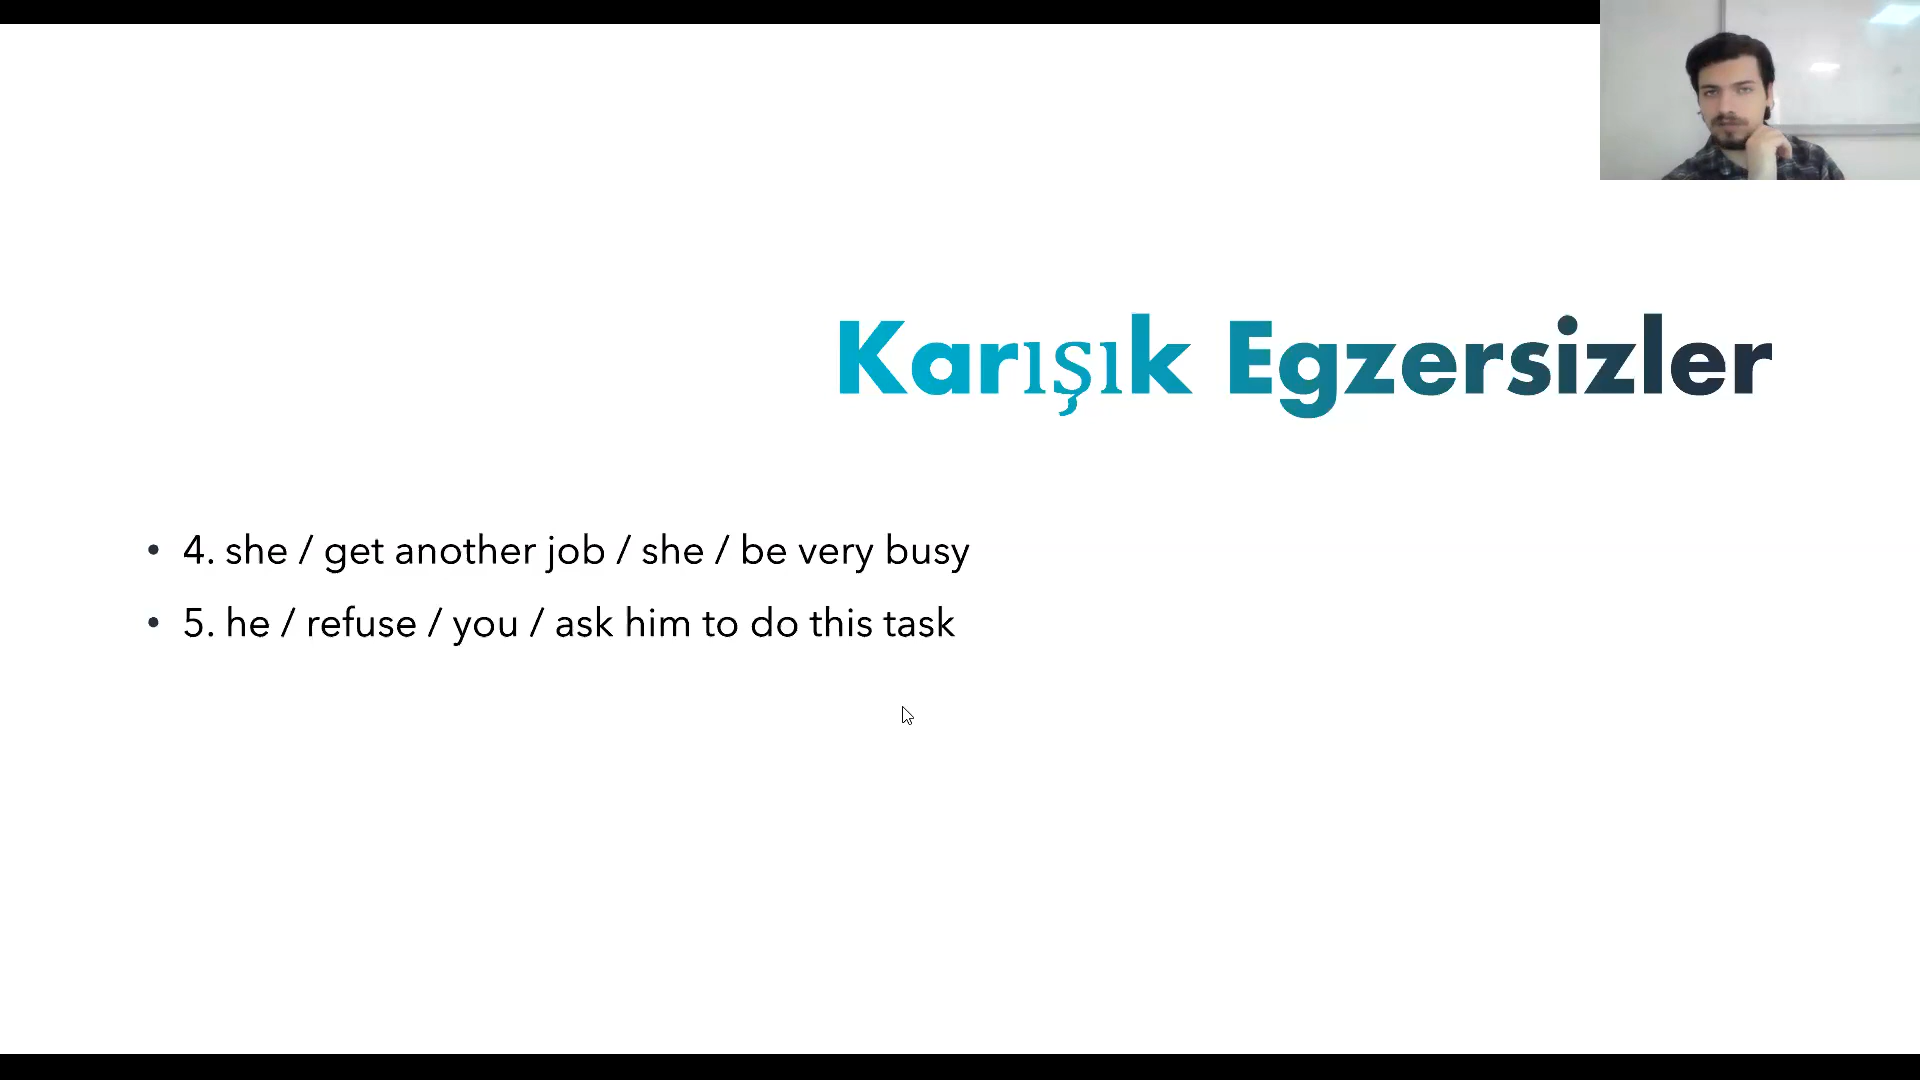 Karışık Egzersizler
• 4. she / get another job / she / be very busy
• 5. he / refuse / you / ask him to do this task